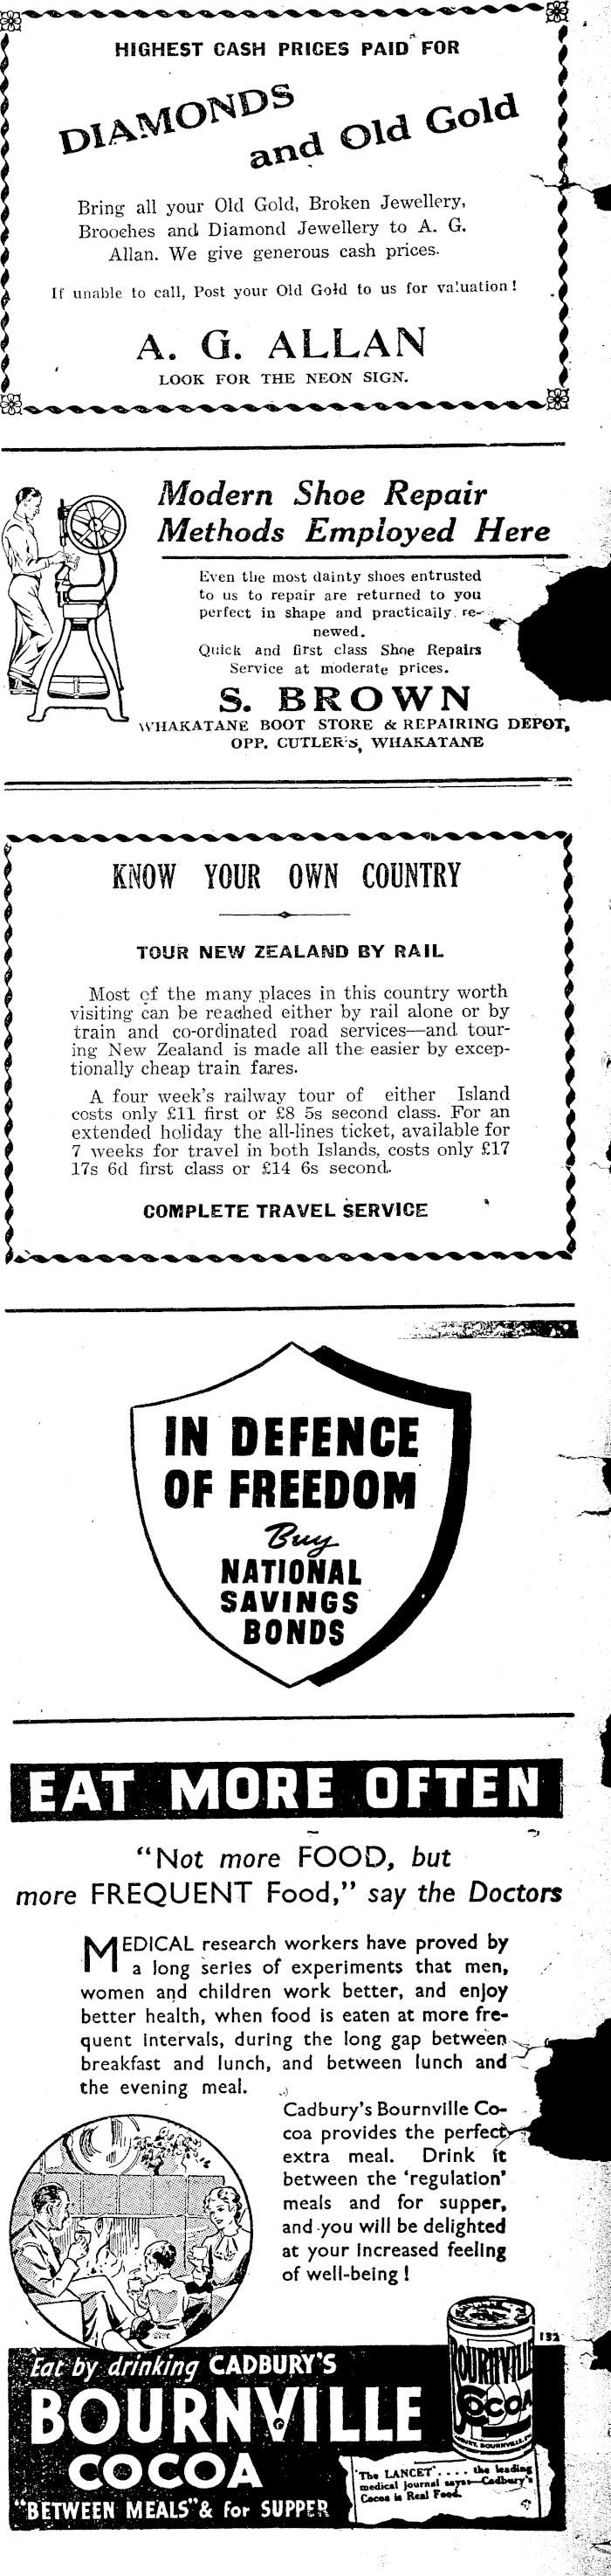 HIGHEST CASH PRICES PAID FOR
DIAMONDS
and Old Gold
Bring all your Old Gold, Broken Jewellery,
Brooches and Diamond Jewellery to A. G.
Allan. We give generous cash prices.
If unable to call, Post your Old Gold to us for valuation!
A. G. ALLAN
LOOK FOR THE NEON SIGN.
Modern Shoe Repair
Methods Employed Here
Even the most dainty shoes entrusted
to us to repair are returned to you
perfect in shape and practically re-
newed.
Quick and first class Shoe Repairs
Service at moderate prices.
S. BROWN
WHAKATANE BOOT STORE & REPAIRING DEPOT,
OPP. CUTLER'S, WHAKATANE
KNOW YOUR OWN COUNTRY
TOUR NEW ZEALAND BY RAIL
Most of the many places in this country worth
visiting can be reached either by rail alone or by
train and co-ordinated road services—and tour-
ing New Zealand is made all the easier by excep-
tionally cheap train fares.
A four week's railway tour of either Island
costs only £11 first or £8 5s second class. For an
extended holiday the all-lines ticket, available for
7 weeks for travel in both Islands, costs only £17
17s 6d first class or £14 6s second.
COMPLETE TRAVEL SERVICE
IN DEFENCE
OF FREEDOM
Buy
NATIONAL
SAVINGS
BONDS
EAT MORE OFTEN
"Not more FOOD, but
more FREQUENT Food," say the Doctors
MEDICAL research workers have proved by
a long series of experiments that men,
women and children work better, and enjoy
better health, when food is eaten at more fre-
quent intervals, during the long gap between
breakfast and lunch, and between lunch and
the evening meal.
Cadbury's Bournville Co-
coa provides the perfect
extra meal. Drink it
between the 'regulation'
meals and for supper,
and you will be delighted
at your increased feeling
of well-being!
132
BOURNVILLE
COCOA
Eat by drinking CADBURY'S
BOURNVILLE
COCOA
"BETWEEN MEALS" & for SUPPER
'The LANCET'.... the leading
medical journal says:—Cadbury's
Cocoa is Real Food.